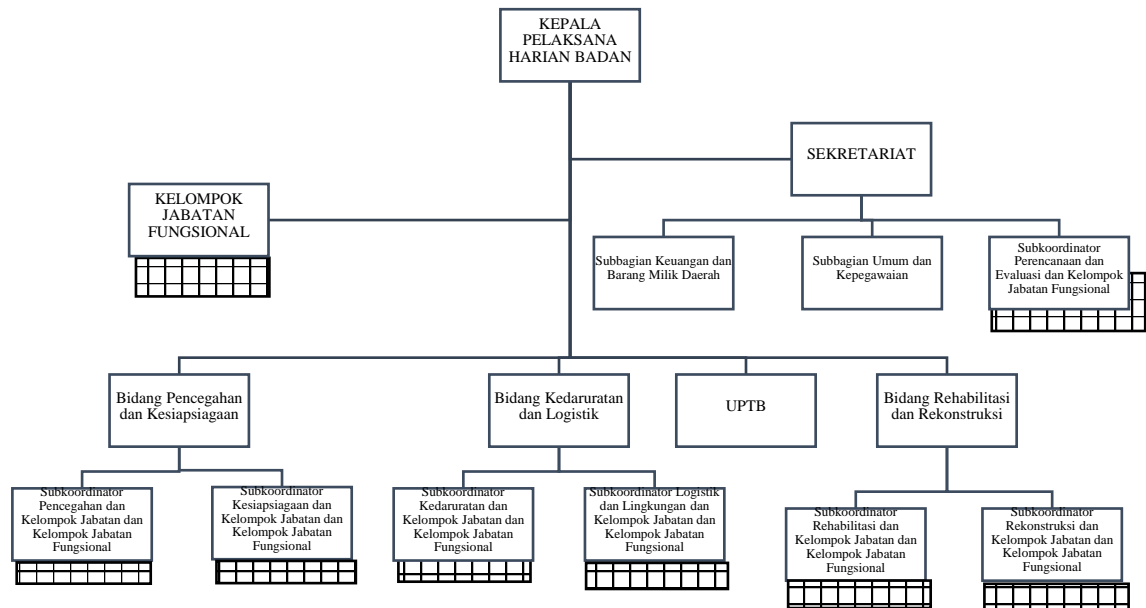 KEPALA
PELAKSANA
HARIAN BADAN
SEKRETARIAT
KELOMPOK
JABATAN
FUNGSIONAL
Subbagian Keuangan dan
Barang Milik Daerah
Subbagian Umum dan
Kepegawaian
Subkoordinator
Perencanaan dan
Evaluasi dan Kelompok
Jabatan Fungsional
Bidang Pencegahan
dan Kesiapsiagaan
Bidang Kedaruratan
dan Logistik
UPTB
Bidang Rehabilitasi
dan Rekonstruksi
Subkoordinator
Pencegahan dan
Kelompok Jabatan dan
Kelompok Jabatan
Fungsional
Subkoordinator
Kesiapsiagaan dan
Kelompok Jabatan dan
Kelompok Jabatan
Fungsional
Subkoordinator
Kedaruratan dan
Kelompok Jabatan dan
Kelompok Jabatan
Fungsional
Subkoordinator Logistik
dan Lingkungan dan
Kelompok Jabatan dan
Kelompok Jabatan
Fungsional
Subkoordinator
Rehabilitasi dan
Kelompok Jabatan dan
Kelompok Jabatan
Fungsional
Subkoordinator
Rekonstruksi dan
Kelompok Jabatan dan
Kelompok Jabatan
Fungsional